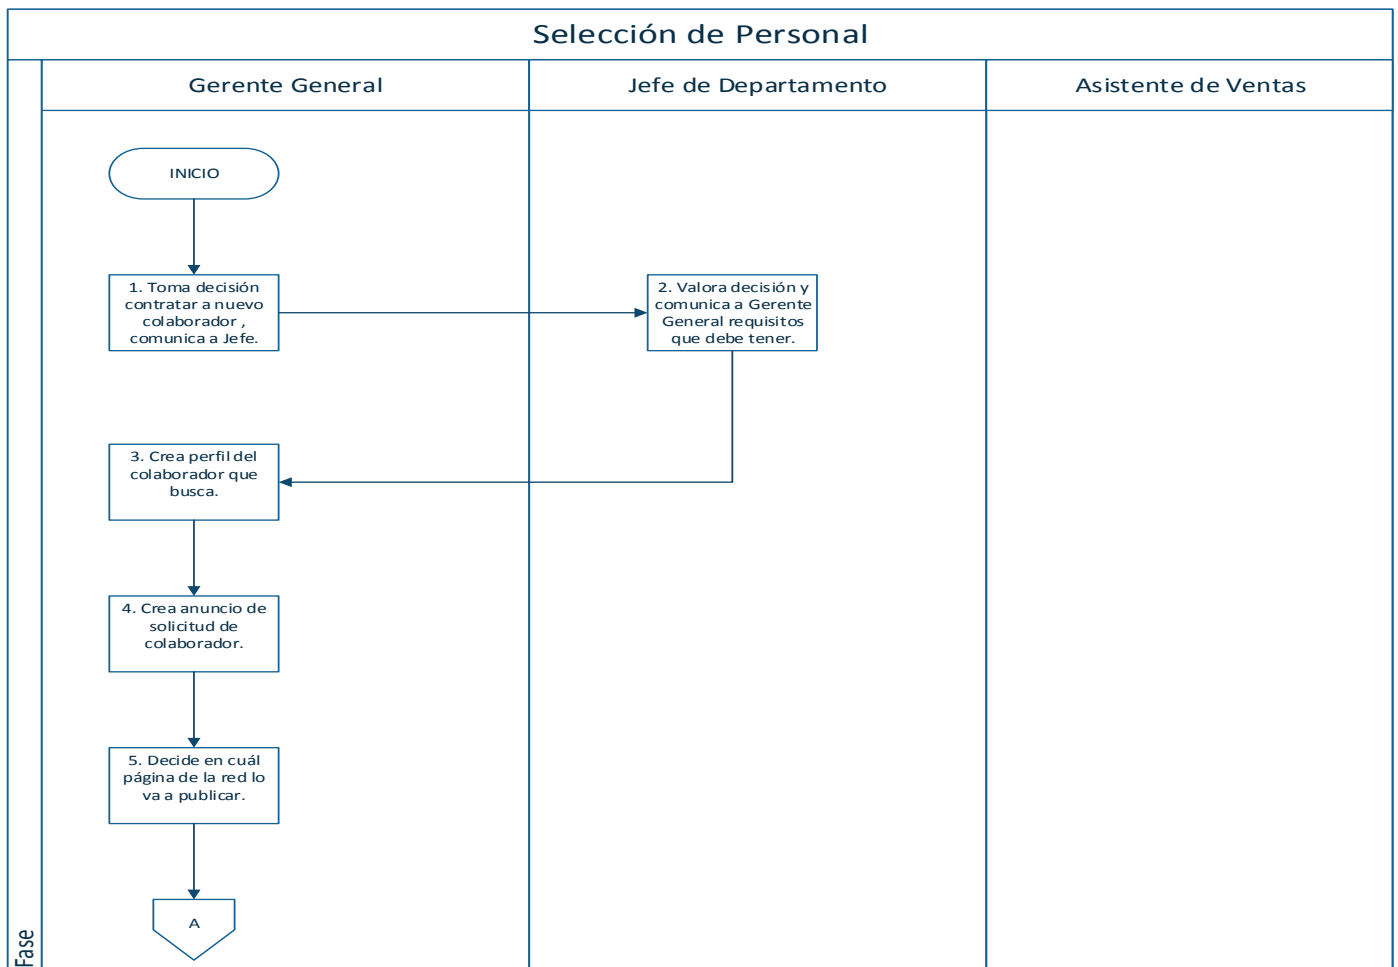 Selección de Personal
Gerente General
Jefe de Departamento
Asistente de Ventas
INICIO
1. Toma decisión
contratar a nuevo
colaborador ,
comunica a Jefe.
2. Valora decisión y
comunica a Gerente
General requisitos
que debe tener.
3. Crea perfil del
colaborador que
busca.
4. Crea anuncio de
solicitud de
colaborador.
5. Decide en cuál
página de la red lo
va a publicar.
A
Fase